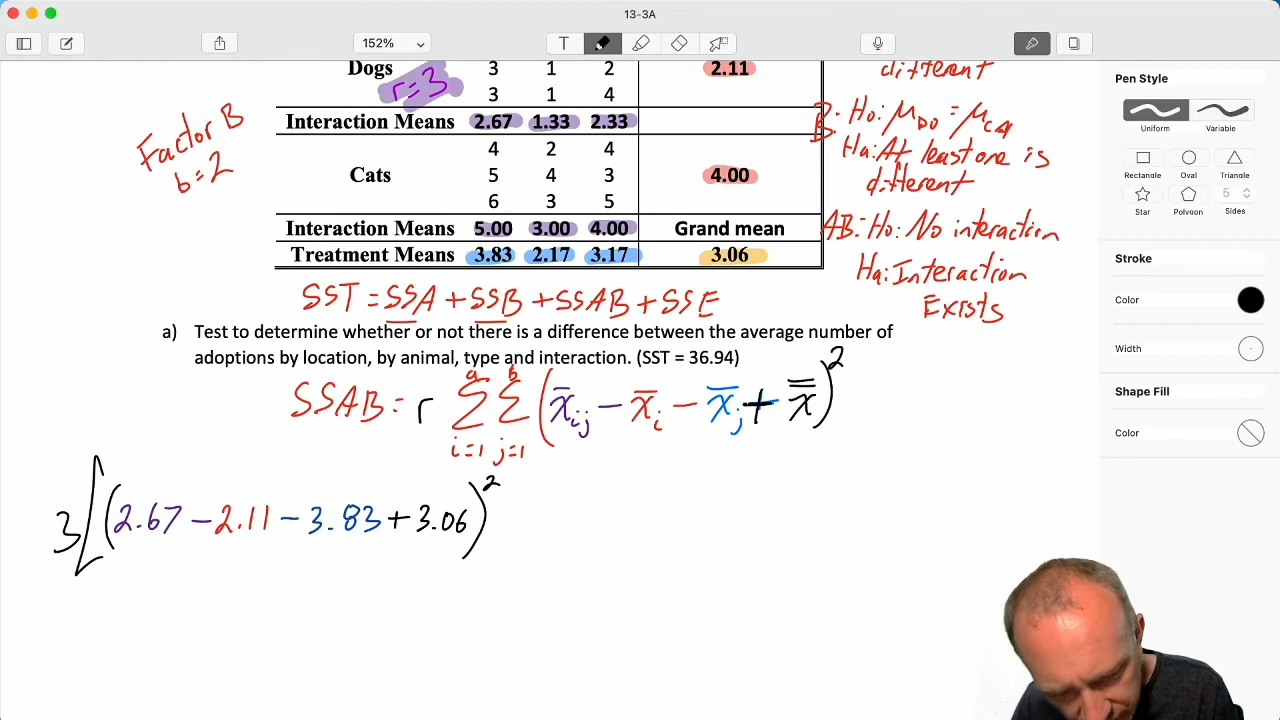 13-3A
152%
T
Dogs 3 1 2 2.11
r=3 3 1 4
Interaction Means 2.67 1.33 2.33
4 2 4
Cats 5 4 3 4.00
6 3 5
Interaction Means 5.00 3.00 4.00 Grand mean
Treatment Means 3.83 2.17 3.17 3.06
Factor B
b=2
different
B: Ho: μDO = μCA
Ha: At least one is
different
AB: Ho: No interaction
Ha: Interaction
Exists
SST = SSA + SSB + SSAB + SSE
a) Test to determine whether or not there is a difference between the average number of
adoptions by location, by animal, type and interaction. (SST = 36.94)
SSAB = r Σ_{i=1}^{a} Σ_{j=1}^{b} (x̄ij − x̄i − x̄j + x̿)²
3[(2.67 − 2.11 − 3.83 + 3.06)²
Pen Style
Uniform Variable
Rectangle Oval Triangle
5
Star Polygon Sides
Stroke
Color
Width
Shape Fill
Color